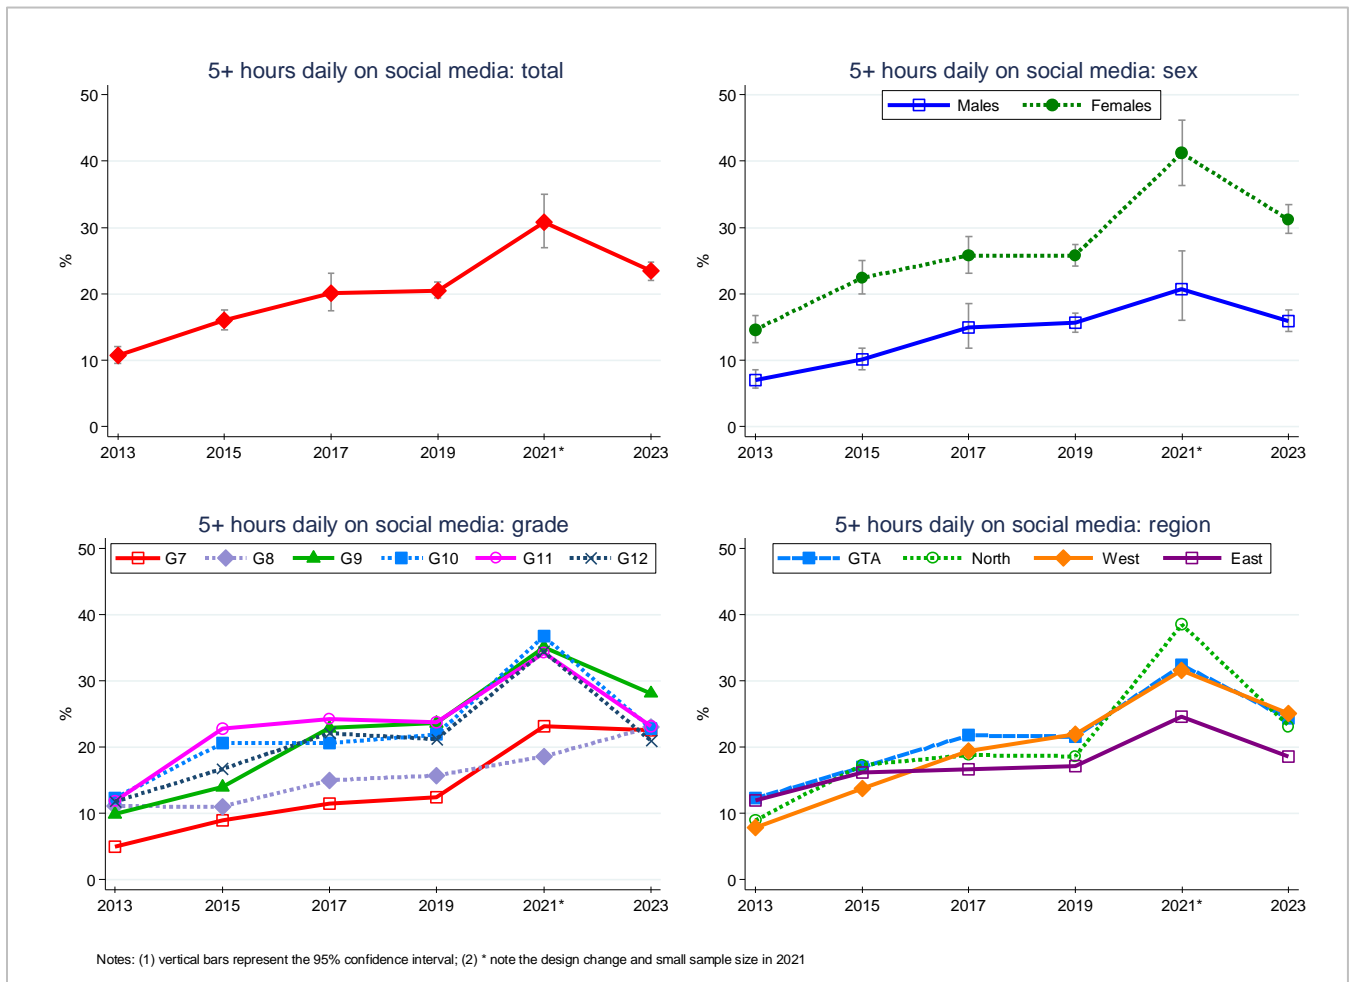 5+ hours daily on social media: total
50
40
30
20
10
0
%
2013 2015 2017 2019 2021* 2023
5+ hours daily on social media: sex
Males Females
50
40
30
20
10
0
%
2013 2015 2017 2019 2021* 2023
5+ hours daily on social media: grade
G7 G8 G9 G10 G11 G12
50
40
30
20
10
0
%
2013 2015 2017 2019 2021* 2023
5+ hours daily on social media: region
GTA North West East
50
40
30
20
10
0
%
2013 2015 2017 2019 2021* 2023
Notes: (1) vertical bars represent the 95% confidence interval; (2) * note the design change and small sample size in 2021